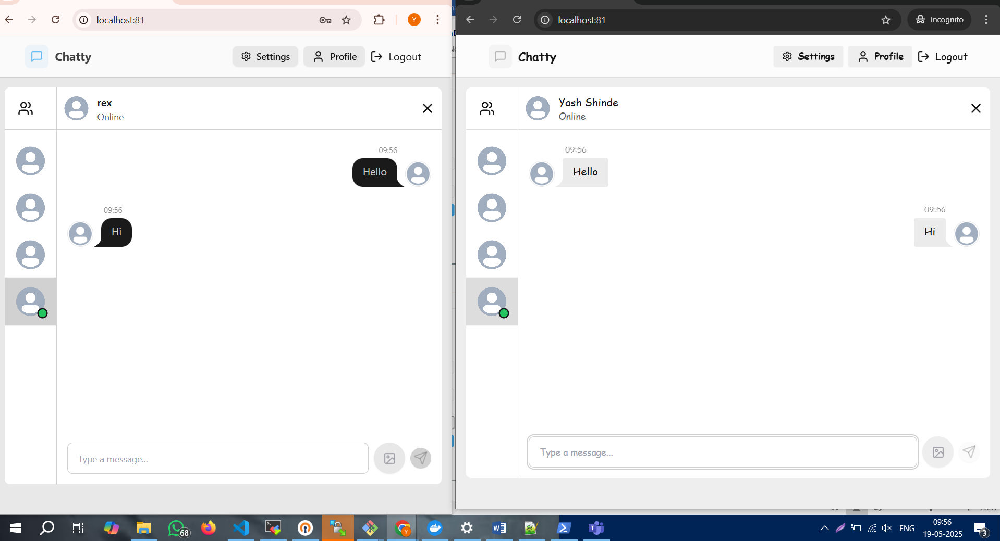 localhost:81
Y
Chatty
Settings
Profile
Logout
rex
Online
09:56
Hello
09:56
Hi
Type a message...
localhost:81
Incognito
Chatty
Settings
Profile
Logout
Yash Shinde
Online
09:56
Hello
09:56
Hi
Type a message...
68
Y
ENG
09:56
19-05-2025
3